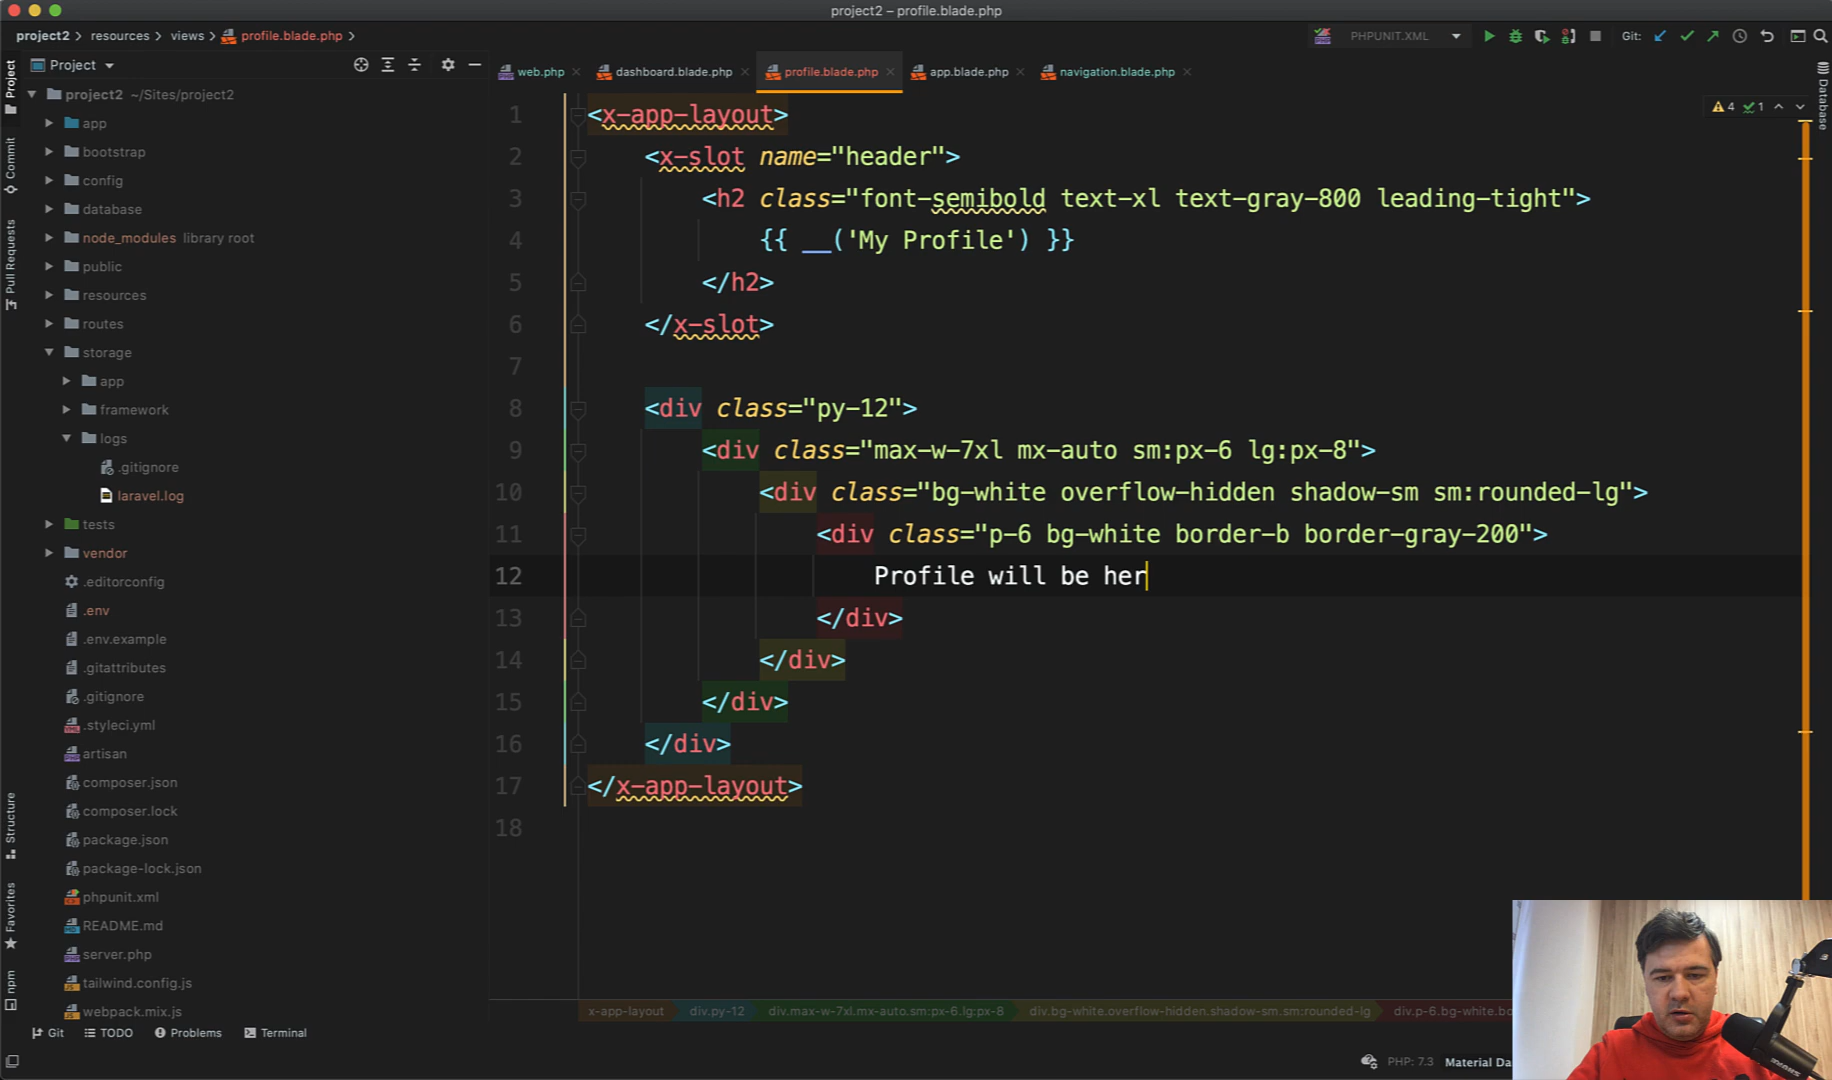 project2 – profile.blade.php
project2 resources views profile.blade.php
PHPUNIT.XML
Git:
Project
web.php dashboard.blade.php profile.blade.php app.blade.php navigation.blade.php
4 1
Project
Commit
Pull Requests
Structure
Favorites
npm
Database
project2 ~/Sites/project2
app
bootstrap
config
database
node_modules library root
public
resources
routes
storage
app
framework
logs
.gitignore
laravel.log
tests
vendor
.editorconfig
.env
.env.example
.gitattributes
.gitignore
.styleci.yml
artisan
composer.json
composer.lock
package.json
package-lock.json
phpunit.xml
README.md
server.php
tailwind.config.js
webpack.mix.js
1 <x-app-layout>
2 <x-slot name="header">
3 <h2 class="font-semibold text-xl text-gray-800 leading-tight">
4 {{ __('My Profile') }}
5 </h2>
6 </x-slot>
7
8 <div class="py-12">
9 <div class="max-w-7xl mx-auto sm:px-6 lg:px-8">
10 <div class="bg-white overflow-hidden shadow-sm sm:rounded-lg">
11 <div class="p-6 bg-white border-b border-gray-200">
12 Profile will be her
13 </div>
14 </div>
15 </div>
16 </div>
17 </x-app-layout>
18
x-app-layout div.py-12 div.max-w-7xl.mx-auto.sm:px-6.lg:px-8 div.bg-white.overflow-hidden.shadow-sm.sm:rounded-lg div.p-6.bg-white.bo
Git TODO Problems Terminal
PHP: 7.3 Material Da